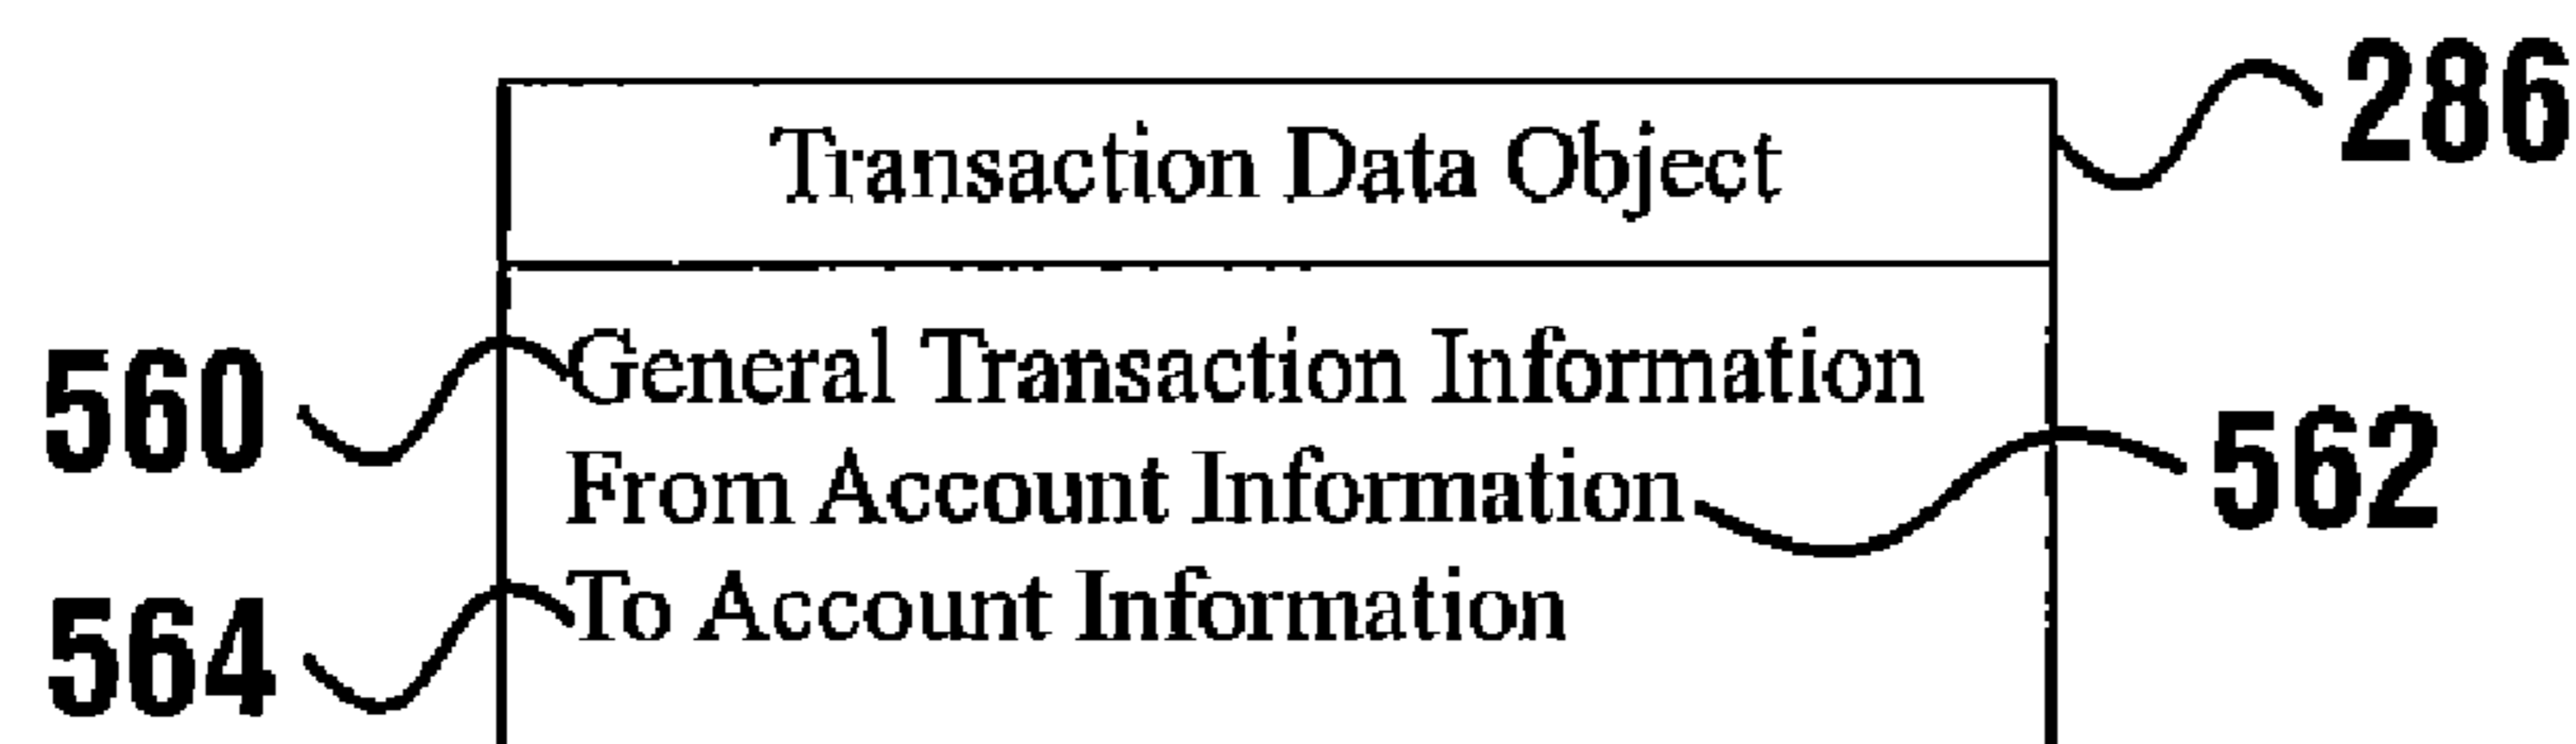 Transaction Data Object 286
560 General Transaction Information
From Account Information 562
564 To Account Information